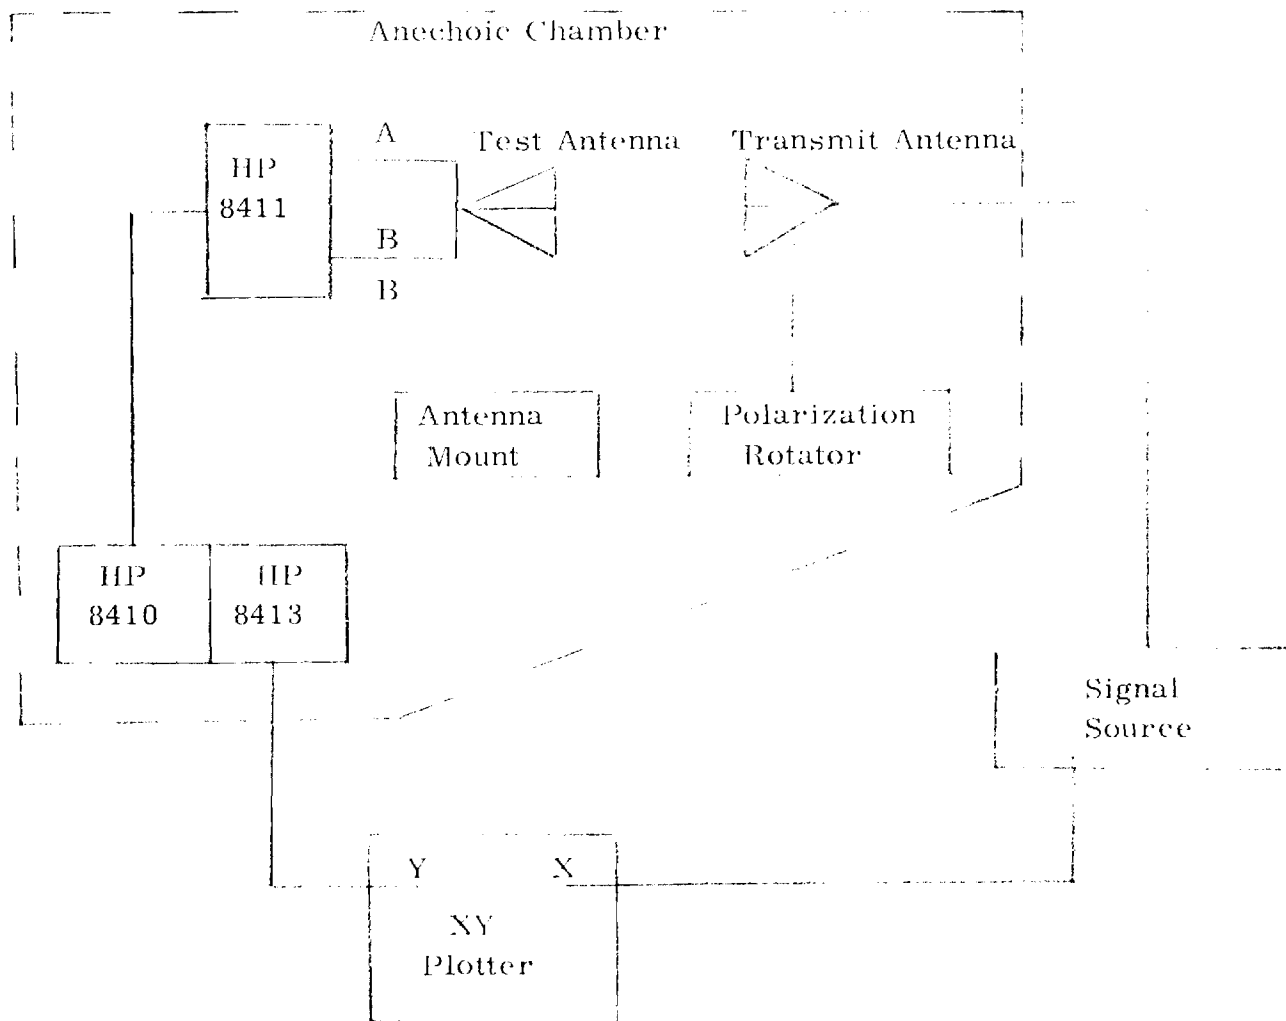 Anechoic Chamber
A
Test Antenna
Transmit Antenna
HP
8411
B
B
Antenna
Mount
Polarization
Rotator
HP
8410
HP
8413
Signal
Source
Y
X
XY
Plotter